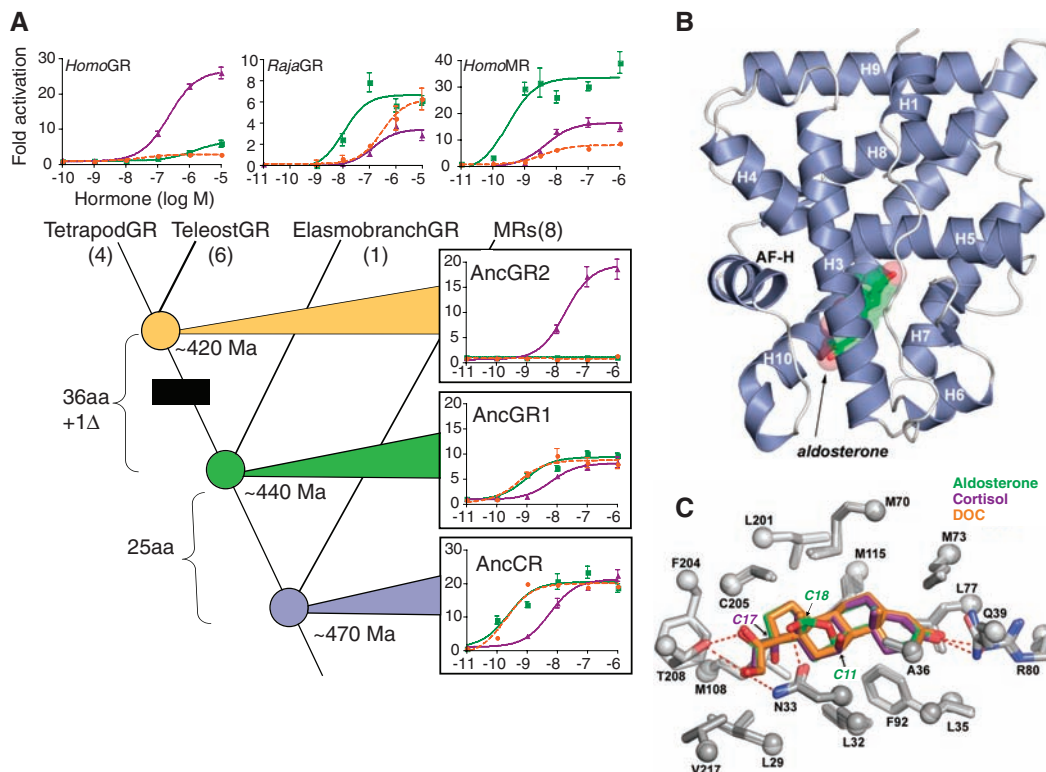 A
HomoGR
RajaGR
HomoMR
Fold activation
30
20
10
0
-10 -9 -8 -7 -6 -5
8
6
4
2
0
-11 -10 -9 -8 -7 -6 -5
40
30
20
10
0
-11 -10 -9 -8 -7 -6
Hormone (log M)
TetrapodGR
(4)
TeleostGR
(6)
ElasmobranchGR
(1)
MRs(8)
AncGR2
20
15
10
5
0
-11 -10 -9 -8 -7 -6
~420 Ma
36aa
+1Δ
AncGR1
20
15
10
5
0
-11 -10 -9 -8 -7 -6
~440 Ma
25aa
AncCR
30
20
10
0
-11 -10 -9 -8 -7 -6
~470 Ma
B
H9
H1
H8
H4
H5
H3
AF-H
H7
H10
H6
aldosterone
C
Aldosterone
Cortisol
DOC
M70
L201
M73
F204
M115
C205
L77
C18
Q39
C17
C11
A36
R80
T208
M108
N33
F92
L35
L32
V217
L29